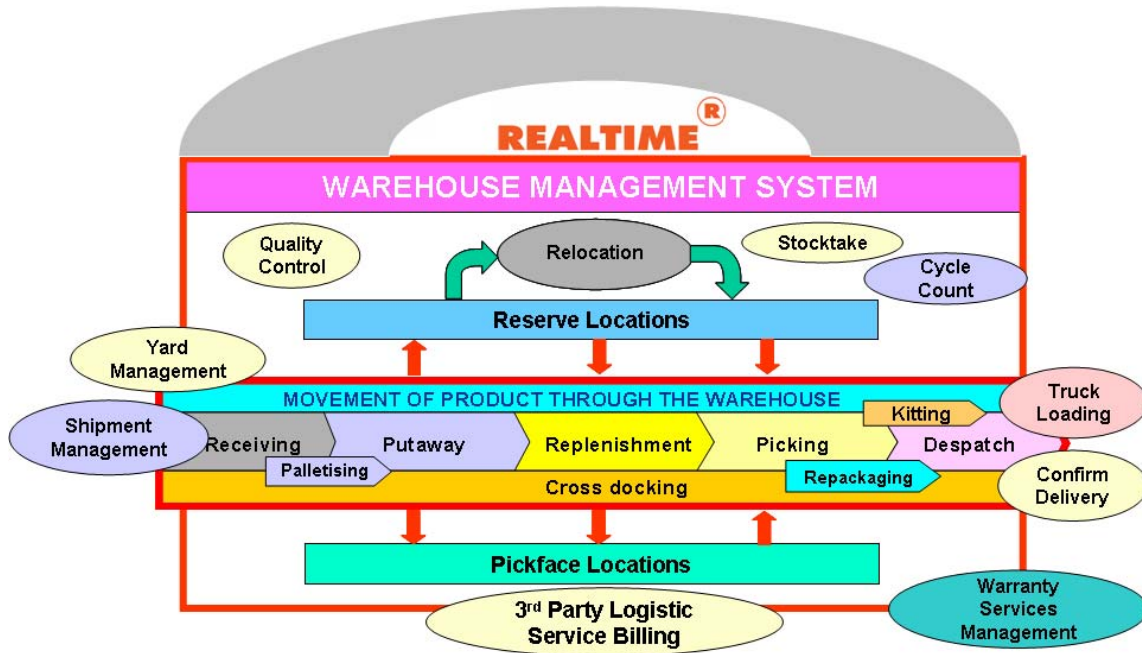 REALTIME®
WAREHOUSE MANAGEMENT SYSTEM
Quality
Control
Relocation
Stocktake
Cycle
Count
Reserve Locations
Yard
Management
MOVEMENT OF PRODUCT THROUGH THE WAREHOUSE
Kitting
Truck
Loading
Shipment
Management
Receiving
Putaway
Replenishment
Picking
Despatch
Palletising
Repackaging
Cross docking
Confirm
Delivery
Pickface Locations
3rd Party Logistic
Service Billing
Warranty
Services
Management